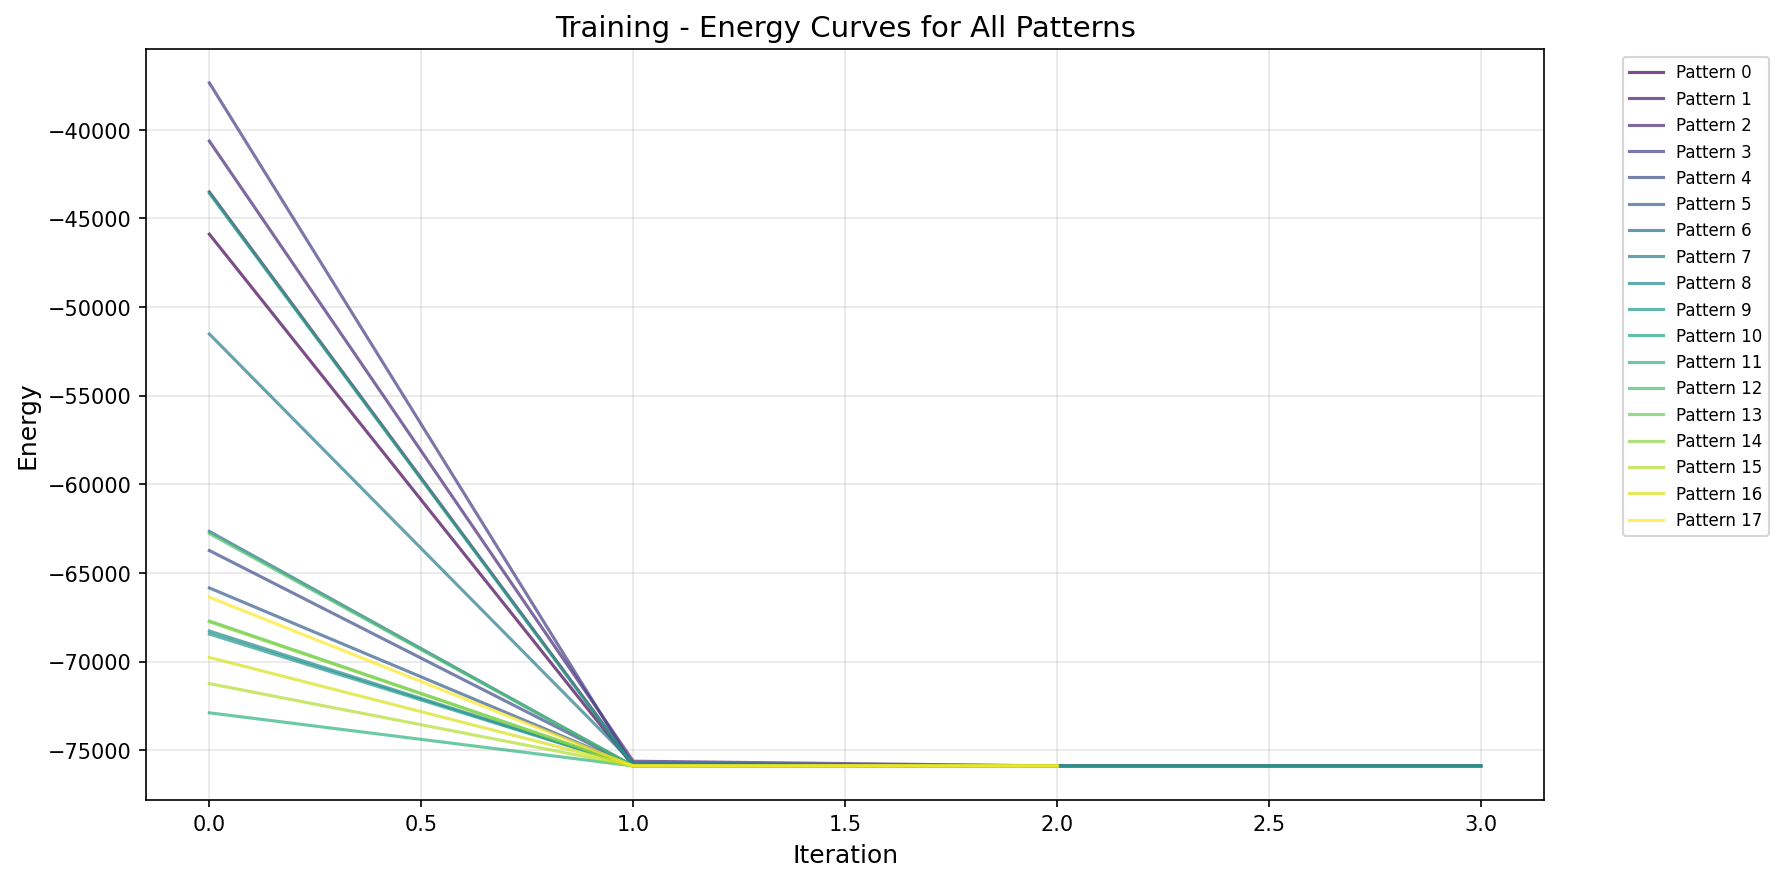 Training - Energy Curves for All Patterns
Energy
−40000
−45000
−50000
−55000
−60000
−65000
−70000
−75000
0.0
0.5
1.0
1.5
2.0
2.5
3.0
Iteration
Pattern 0
Pattern 1
Pattern 2
Pattern 3
Pattern 4
Pattern 5
Pattern 6
Pattern 7
Pattern 8
Pattern 9
Pattern 10
Pattern 11
Pattern 12
Pattern 13
Pattern 14
Pattern 15
Pattern 16
Pattern 17